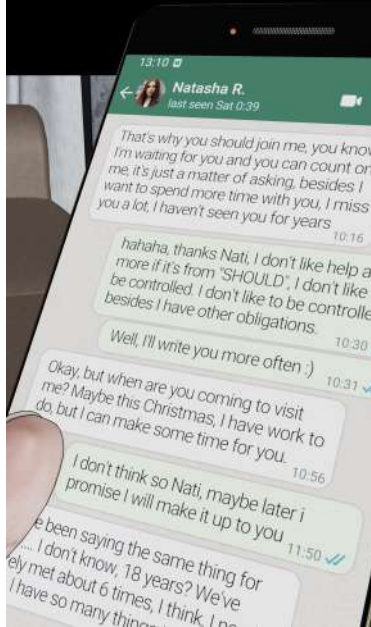 13:10
Natasha R.
last seen Sat 0:39
That's why you should join me, you know
I'm waiting for you and you can count on
me, it's just a matter of asking, besides I
want to spend more time with you, I miss
you a lot, I haven't seen you for years
10:16
hahaha, thanks Nati, I don't like help a
more if it's from "SHOULD", I don't like
be controlled. I don't like to be controlle
besides I have other obligations.
10:30
Well, I'll write you more often :)
10:31
Okay, but when are you coming to visit
me? Maybe this Christmas, I have work to
do, but I can make some time for you.
10:56
I don't think so Nati, maybe later i
promise I will make it up to you
11:50
e been saying the same thing for
.... I don't know, 18 years? We've
ely met about 6 times, I think. I
I have so many things